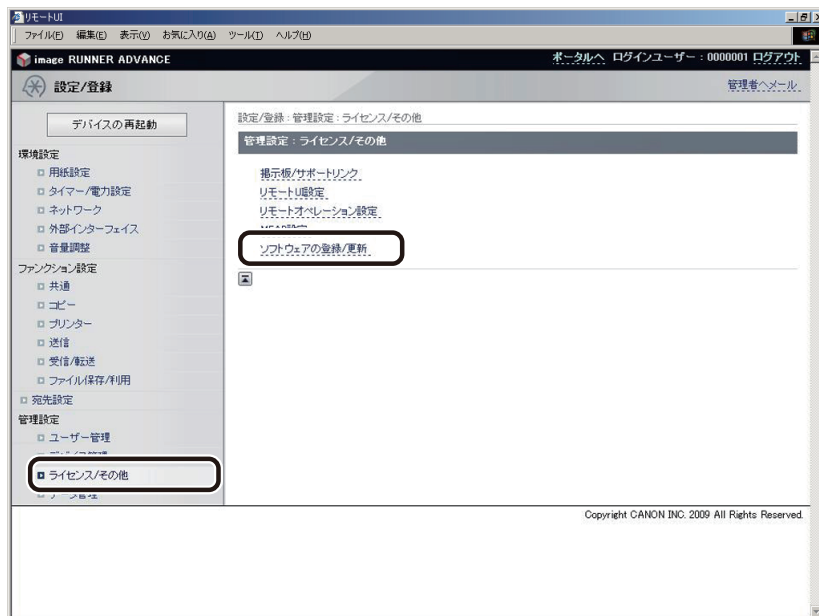 リモートUI
ファイル(F) 編集(E) 表示(V) お気に入り(A) ツール(T) ヘルプ(H)
image RUNNER ADVANCE
ポータルへ ログインユーザー：0000001 ログアウト
設定/登録
管理者へメール
デバイスの再起動
環境設定
用紙設定
タイマー/電力設定
ネットワーク
外部インターフェイス
音量調整
ファンクション設定
共通
コピー
プリンター
送信
受信/転送
ファイル保存/利用
宛先設定
管理設定
ユーザー管理
ライセンス/その他
設定/登録 : 管理設定 : ライセンス/その他
管理設定 : ライセンス/その他
掲示板/サポートリンク
リモートUI設定
リモートオペレーション設定
ソフトウェアの登録/更新
Copyright CANON INC. 2009 All Rights Reserved.